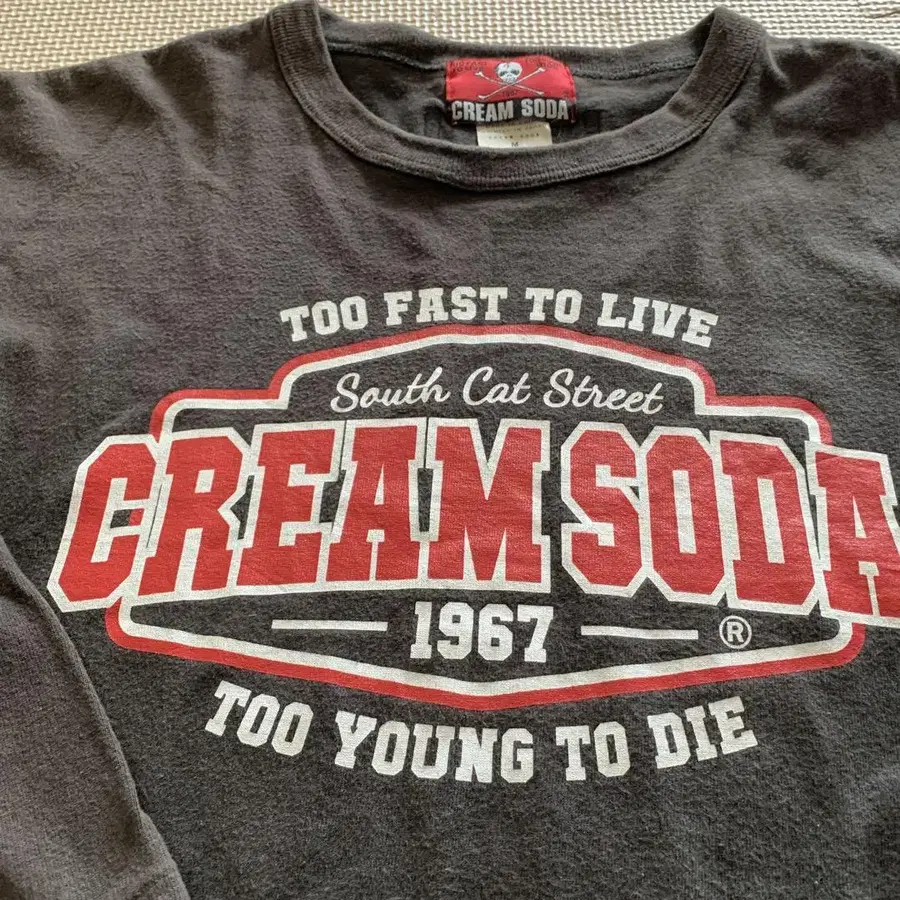 CREAM SODA
M
TOO FAST TO LIVE
South Cat Street
CREAM SODA
1967
®
TOO YOUNG TO DIE